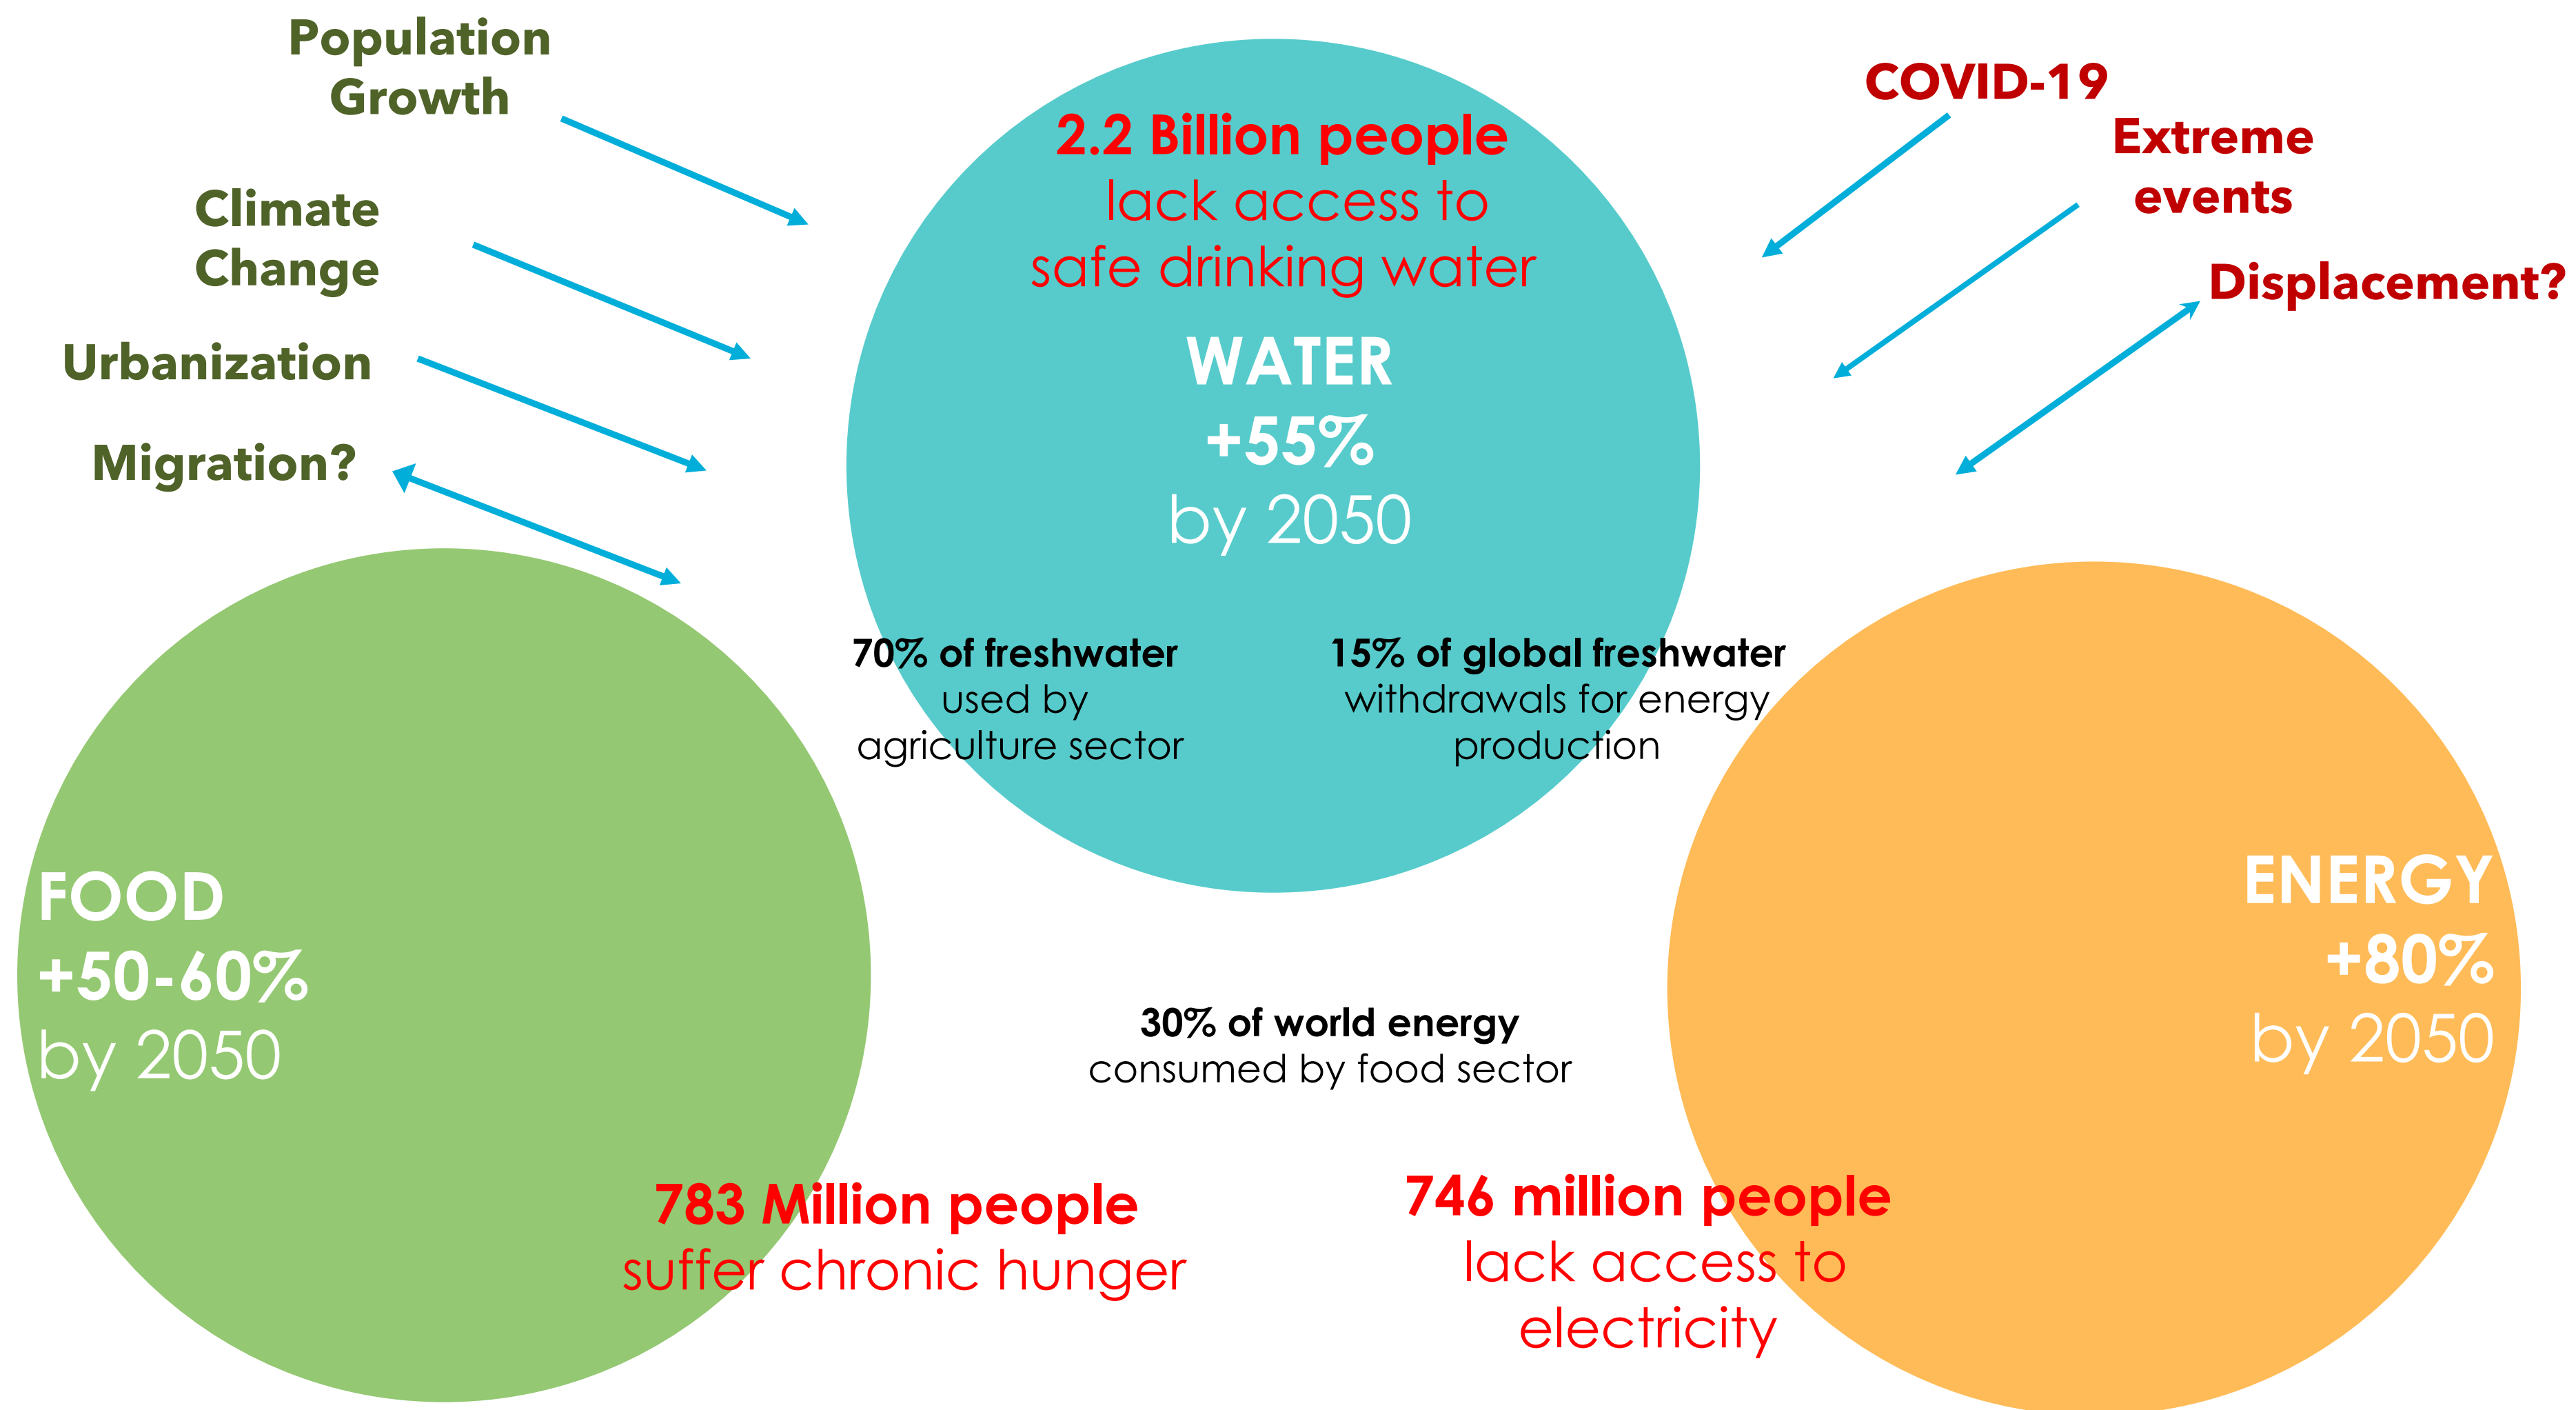 Population
Growth
Climate
Change
Urbanization
Migration?
COVID-19
Extreme
events
Displacement?
2.2 Billion people
lack access to
safe drinking water
WATER
+55%
by 2050
70% of freshwater
used by
agriculture sector
15% of global freshwater
withdrawals for energy
production
FOOD
+50-60%
by 2050
ENERGY
+80%
by 2050
30% of world energy
consumed by food sector
783 Million people
suffer chronic hunger
746 million people
lack access to
electricity